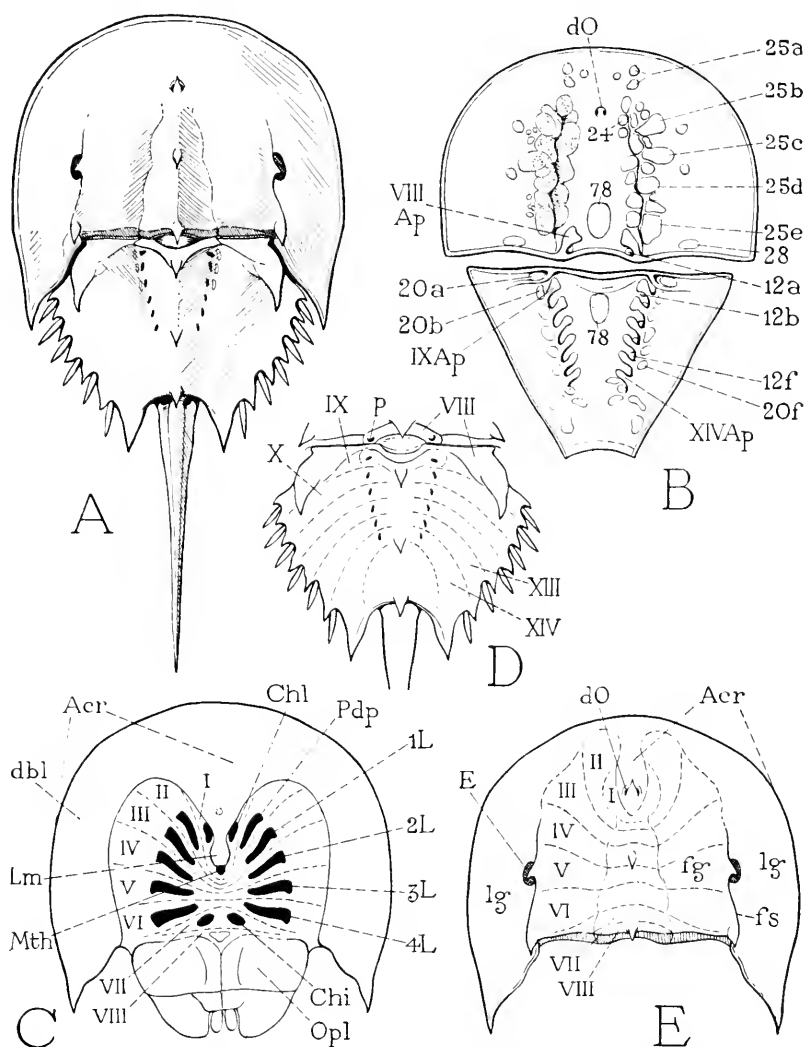 dO
25a
25b
24
25c
25d
VIII
Ap
78
25e
28
20a
12a
20b
78
12b
IXAp
12f
20f
XIVAp
B
A
IX
P
VIII
X
XIII
XIV
D
Acr
Chl
Pdp
dbl
1L
I
II
III
IV
2L
Lm
V
3L
VI
Mth
4L
VII
VIII
Chi
Opl
C
dO
Acr
E
II
I
III
IV
V
fg
lg
lg
VI
fs
VII
VIII
E